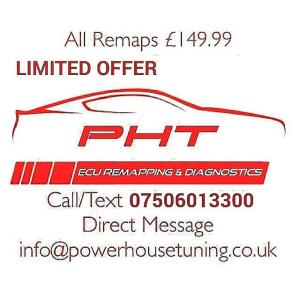 All Remaps £149.99
LIMITED OFFER
PHT
ECU REMAPPING & DIAGNOSTICS
Call/Text 07506013300
Direct Message
info@powerhousetuning.co.uk